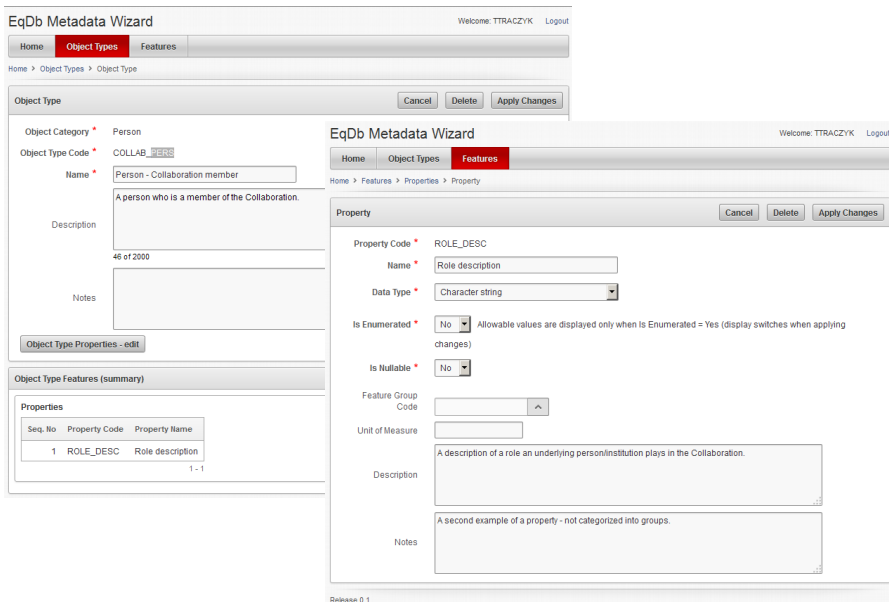 EqDb Metadata Wizard
Welcome: TTRACZYK Logout
Home Object Types Features
Home > Object Types > Object Type
Object Type
Cancel Delete Apply Changes
Object Category * Person
Object Type Code * COLLAB_PERS
Name * Person - Collaboration member
A person who is a member of the Collaboration.
Description
46 of 2000
Notes
Object Type Properties - edit
Object Type Features (summary)
Properties
Seq. No Property Code Property Name
1 ROLE_DESC Role description
1 - 1
EqDb Metadata Wizard
Welcome: TTRACZYK Logout
Home Object Types Features
Home > Features > Properties > Property
Property
Cancel Delete Apply Changes
Property Code * ROLE_DESC
Name * Role description
Data Type * Character string
Is Enumerated * No Allowable values are displayed only when Is Enumerated = Yes (display switches when applying
changes)
Is Nullable * No
Feature Group
Code
Unit of Measure
A description of a role an underlying person/institution plays in the Collaboration.
Description
A second example of a property - not categorized into groups.
Notes
Release 0.1